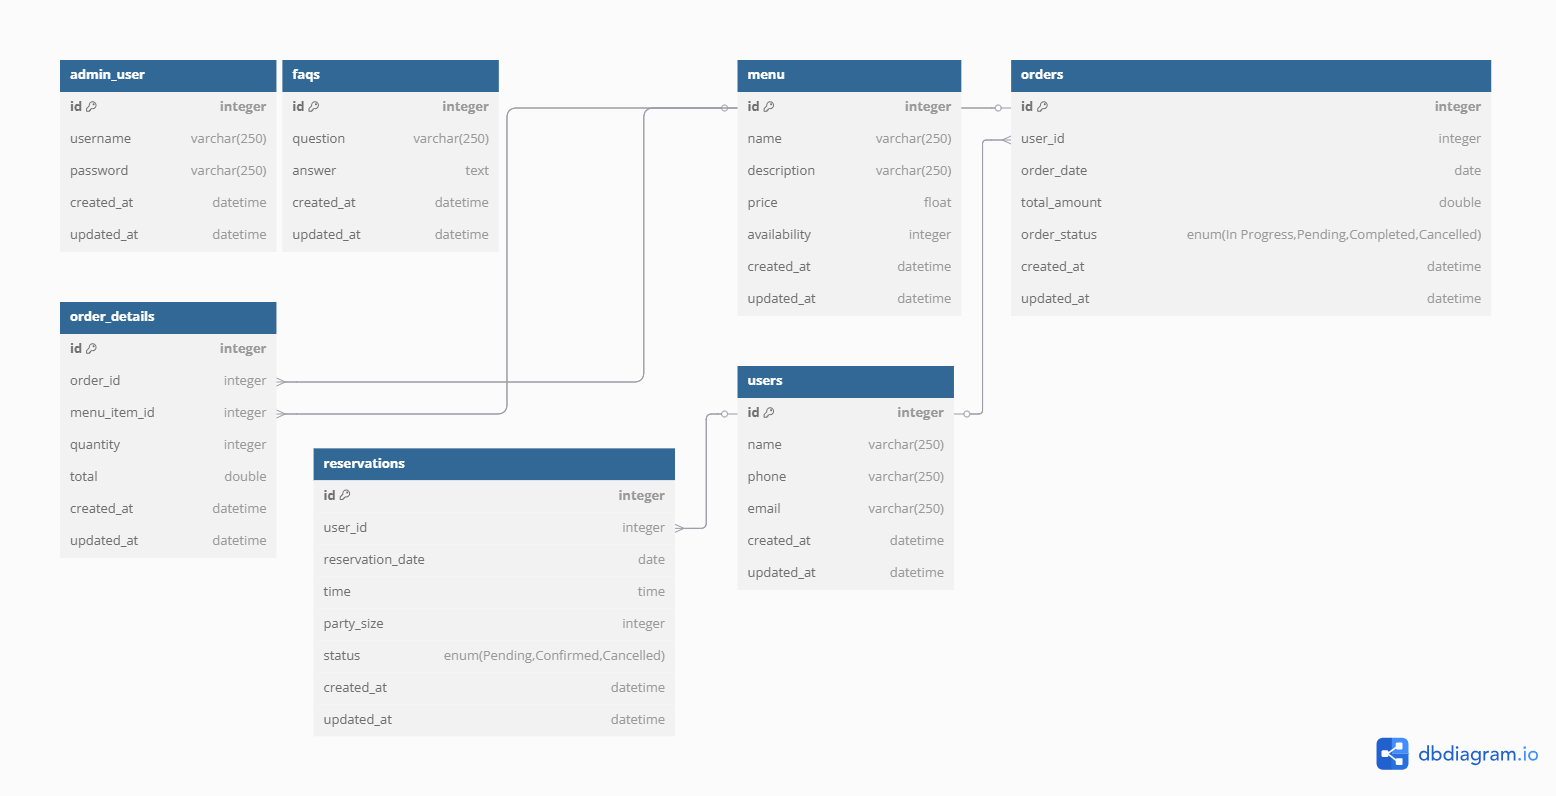 admin_user
id integer
username varchar(250)
password varchar(250)
created_at datetime
updated_at datetime
faqs
id integer
question varchar(250)
answer text
created_at datetime
updated_at datetime
menu
id integer
name varchar(250)
description varchar(250)
price float
availability integer
created_at datetime
updated_at datetime
orders
id integer
user_id integer
order_date date
total_amount double
order_status enum(In Progress,Pending,Completed,Cancelled)
created_at datetime
updated_at datetime
order_details
id integer
order_id integer
menu_item_id integer
quantity integer
total double
created_at datetime
updated_at datetime
reservations
id integer
user_id integer
reservation_date date
time time
party_size integer
status enum(Pending,Confirmed,Cancelled)
created_at datetime
updated_at datetime
users
id integer
name varchar(250)
phone varchar(250)
email varchar(250)
created_at datetime
updated_at datetime
dbdiagram.io